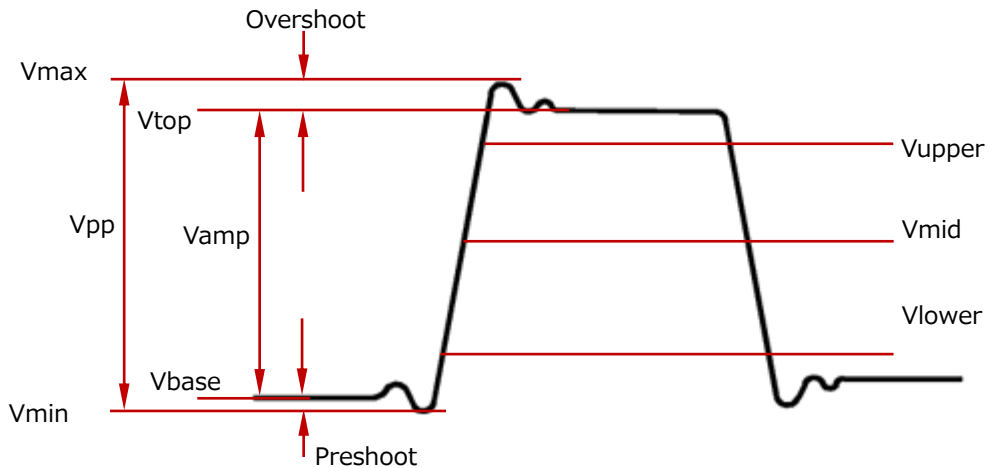 Overshoot
Vmax
Vtop
Vupper
Vpp
Vamp
Vmid
Vlower
Vbase
Vmin
Preshoot